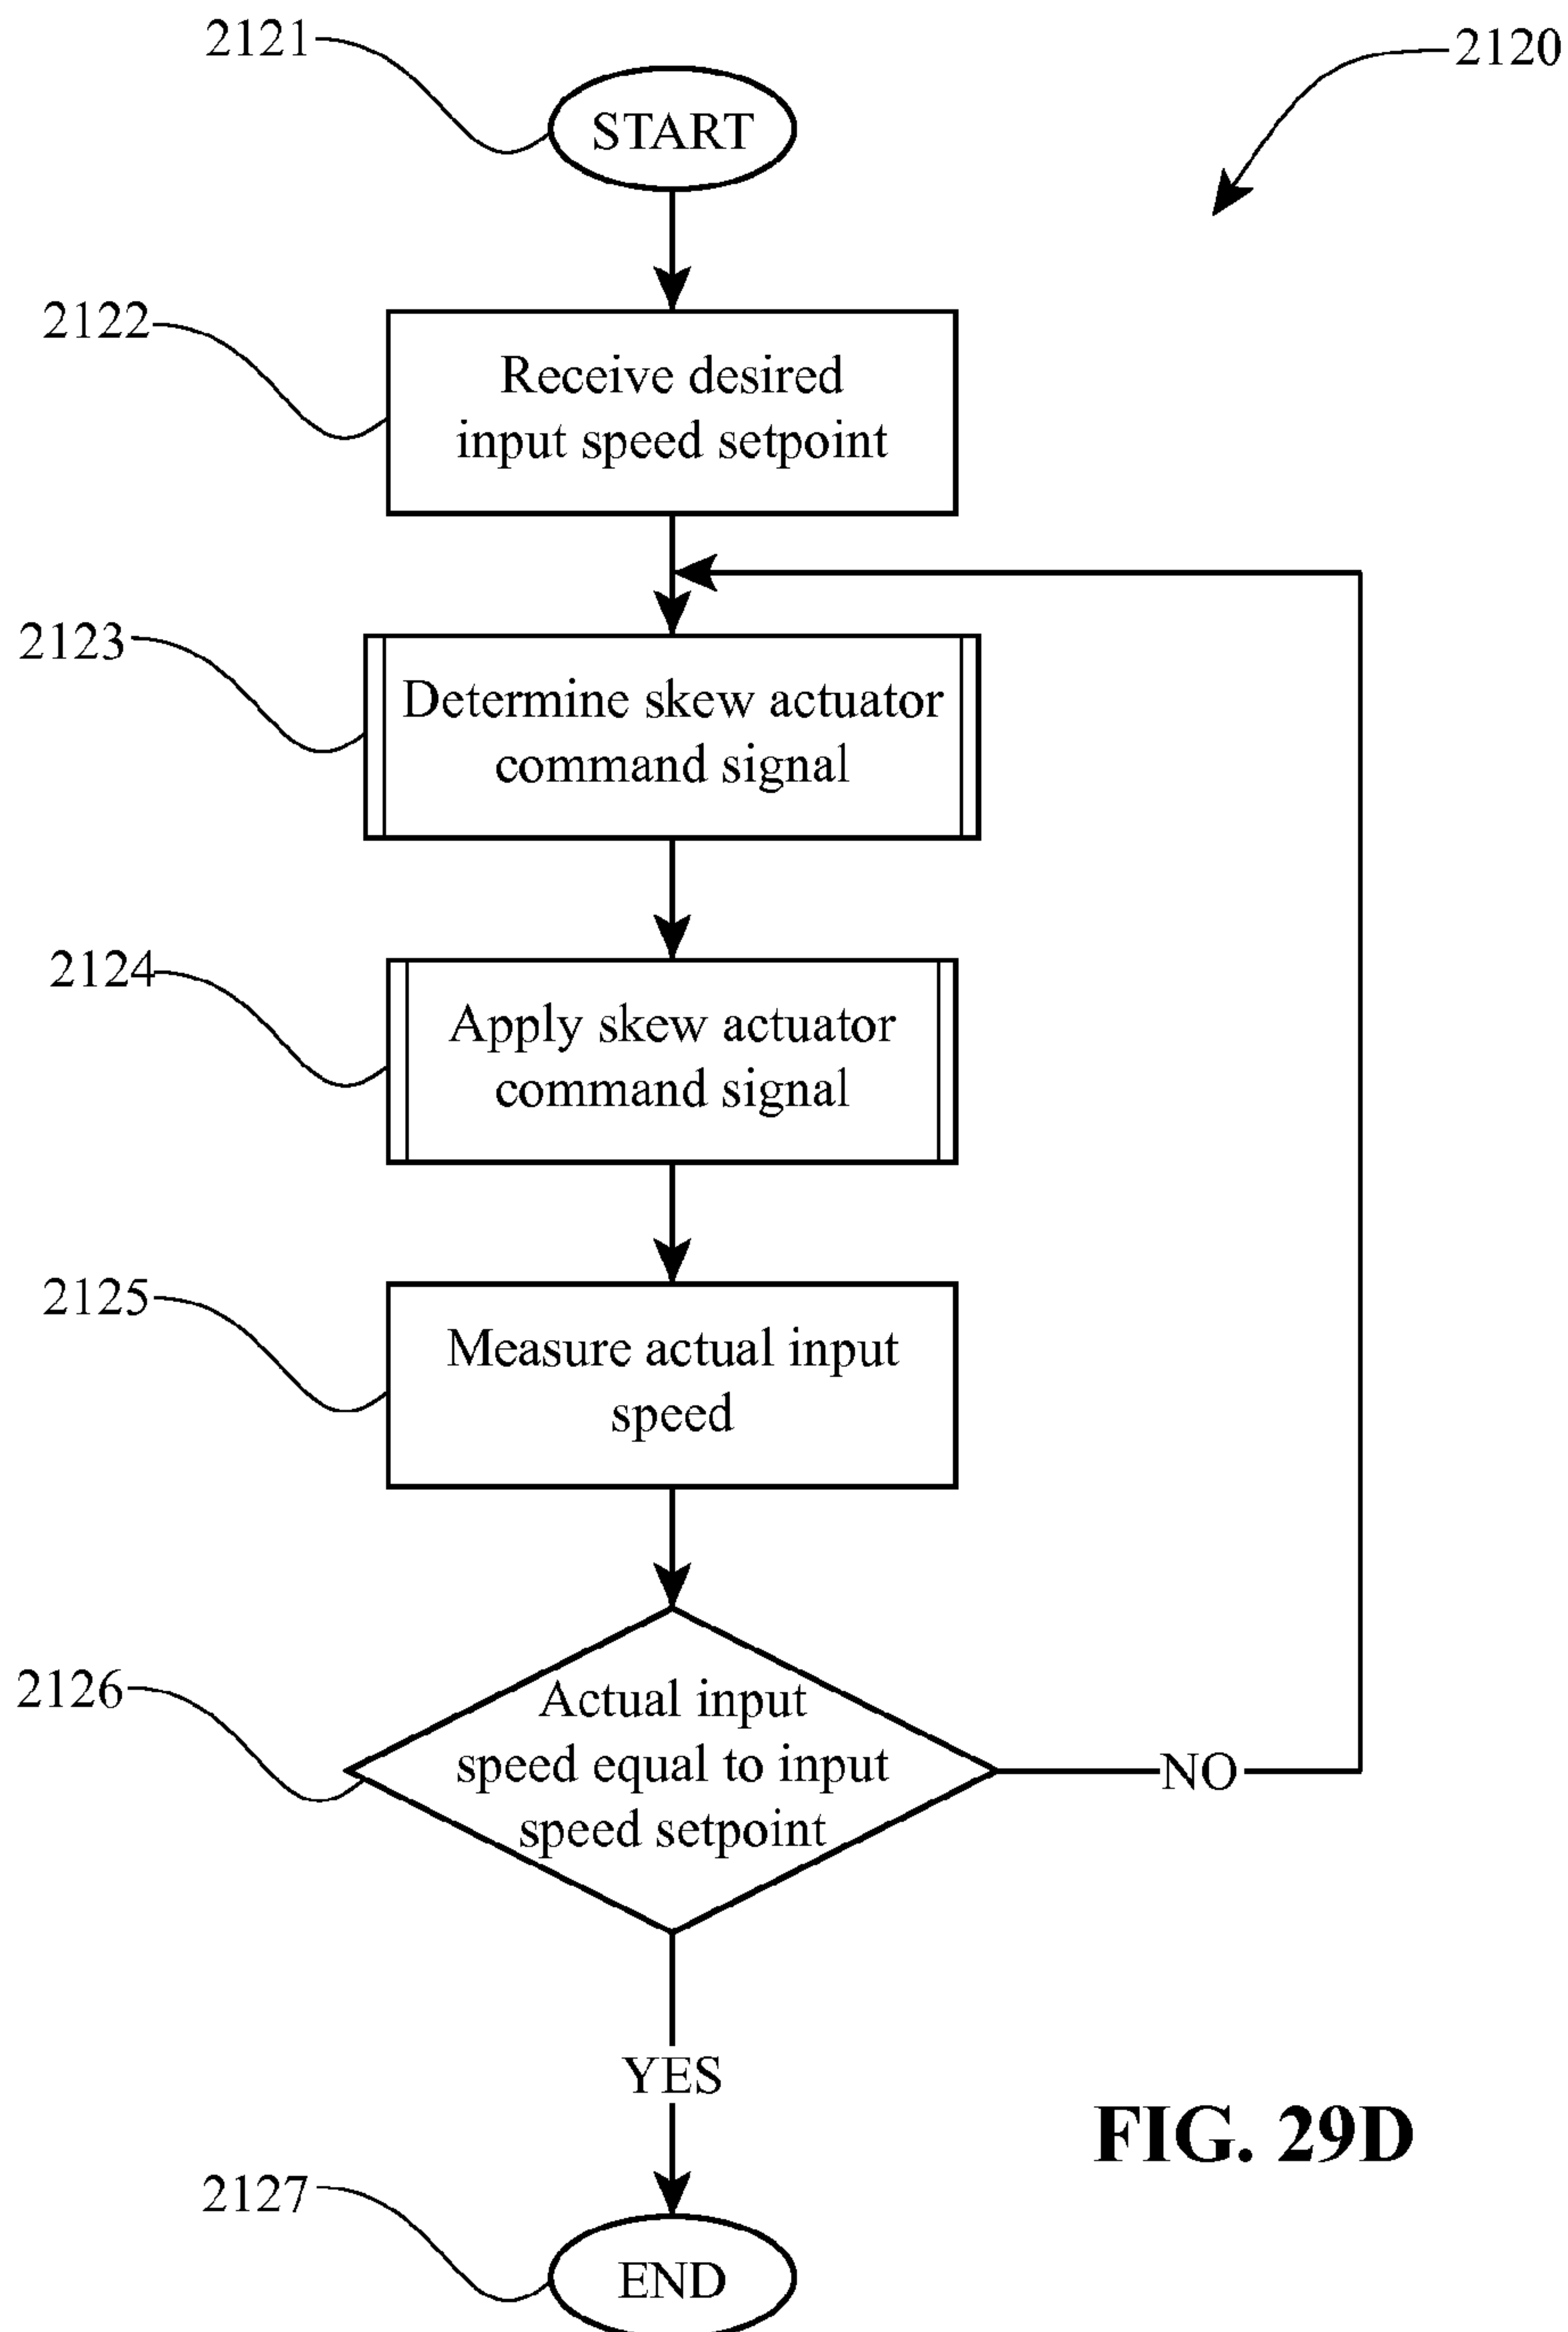 2121
2120
START
2122
Receive desired
input speed setpoint
2123
Determine skew actuator
command signal
2124
Apply skew actuator
command signal
2125
Measure actual input
speed
2126
Actual input
speed equal to input
speed setpoint
NO
YES
FIG. 29D
2127
END